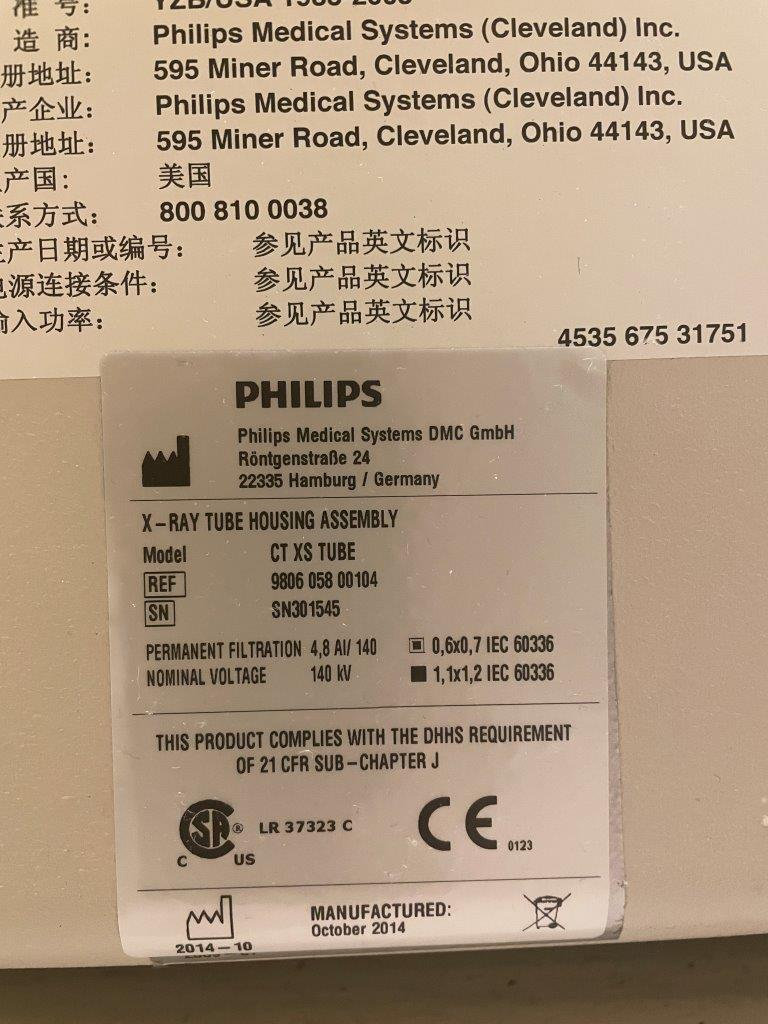 准号: YZB/USA
造商: Philips Medical Systems (Cleveland) Inc.
册地址: 595 Miner Road, Cleveland, Ohio 44143, USA
产企业: Philips Medical Systems (Cleveland) Inc.
册地址: 595 Miner Road, Cleveland, Ohio 44143, USA
产国: 美国
系方式: 800 810 0038
产日期或编号: 参见产品英文标识
源连接条件: 参见产品英文标识
输入功率: 参见产品英文标识
4535 675 31751
PHILIPS
Philips Medical Systems DMC GmbH
Röntgenstraße 24
22335 Hamburg / Germany
X-RAY TUBE HOUSING ASSEMBLY
Model CT XS TUBE
REF 9806 058 00104
SN SN301545
PERMANENT FILTRATION 4,8 Al/ 140 0,6x0,7 IEC 60336
NOMINAL VOLTAGE 140 kV 1,1x1,2 IEC 60336
THIS PRODUCT COMPLIES WITH THE DHHS REQUIREMENT
OF 21 CFR SUB-CHAPTER J
CSA® LR 37323 C CE 0123
C US
MANUFACTURED:
2014-10 October 2014